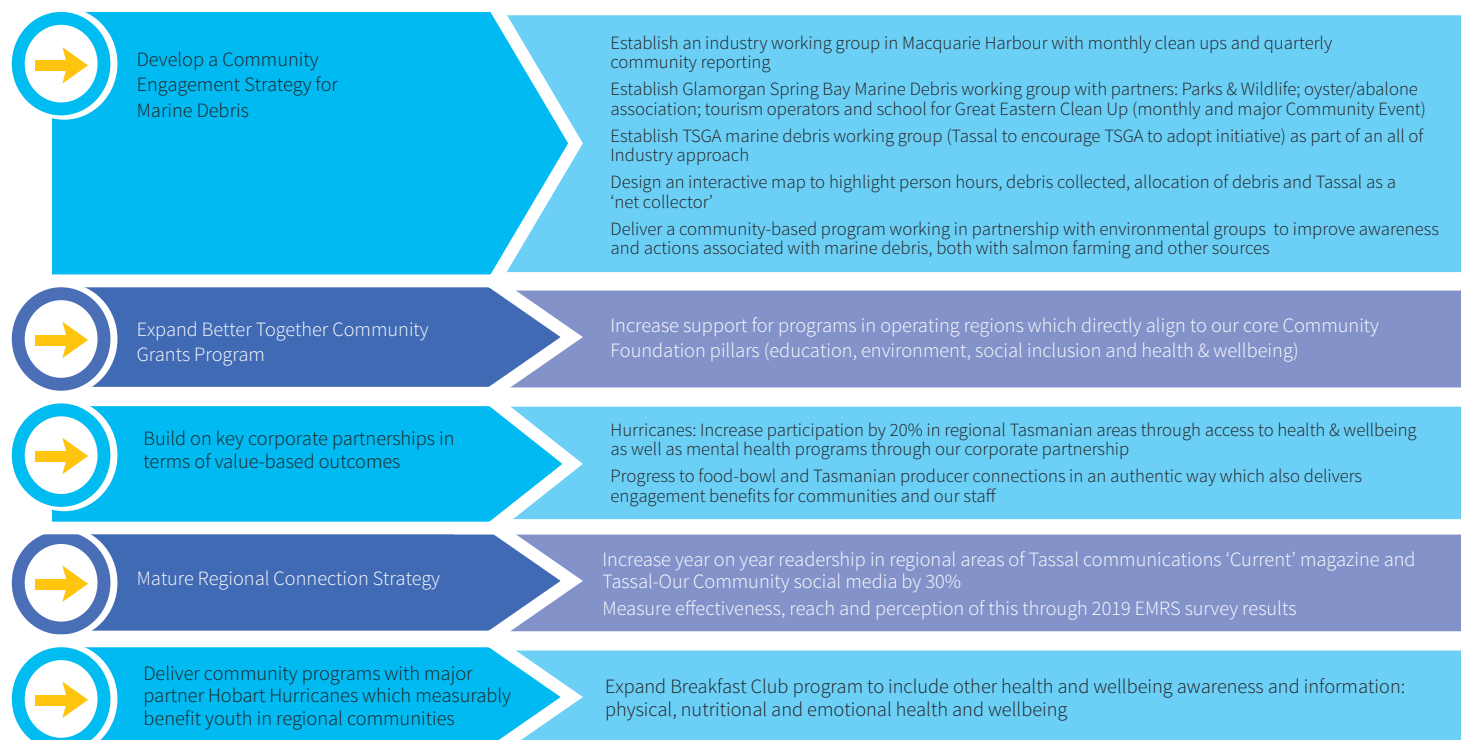 Develop a Community
Engagement Strategy for
Marine Debris
Establish an industry working group in Macquarie Harbour with monthly clean ups and quarterly
community reporting
Establish Glamorgan Spring Bay Marine Debris working group with partners: Parks & Wildlife; oyster/abalone
association; tourism operators and school for Great Eastern Clean Up (monthly and major Community Event)
Establish TSGA marine debris working group (Tassal to encourage TSGA to adopt initiative) as part of an all of
Industry approach
Design an interactive map to highlight person hours, debris collected, allocation of debris and Tassal as a
‘net collector’
Deliver a community-based program working in partnership with environmental groups to improve awareness
and actions associated with marine debris, both with salmon farming and other sources
Expand Better Together Community
Grants Program
Increase support for programs in operating regions which directly align to our core Community
Foundation pillars (education, environment, social inclusion and health & wellbeing)
Build on key corporate partnerships in
terms of value-based outcomes
Hurricanes: Increase participation by 20% in regional Tasmanian areas through access to health & wellbeing
as well as mental health programs through our corporate partnership
Progress to food-bowl and Tasmanian producer connections in an authentic way which also delivers
engagement benefits for communities and our staff
Mature Regional Connection Strategy
Increase year on year readership in regional areas of Tassal communications ‘Current’ magazine and
Tassal-Our Community social media by 30%
Measure effectiveness, reach and perception of this through 2019 EMRS survey results
Deliver community programs with major
partner Hobart Hurricanes which measurably
benefit youth in regional communities
Expand Breakfast Club program to include other health and wellbeing awareness and information:
physical, nutritional and emotional health and wellbeing